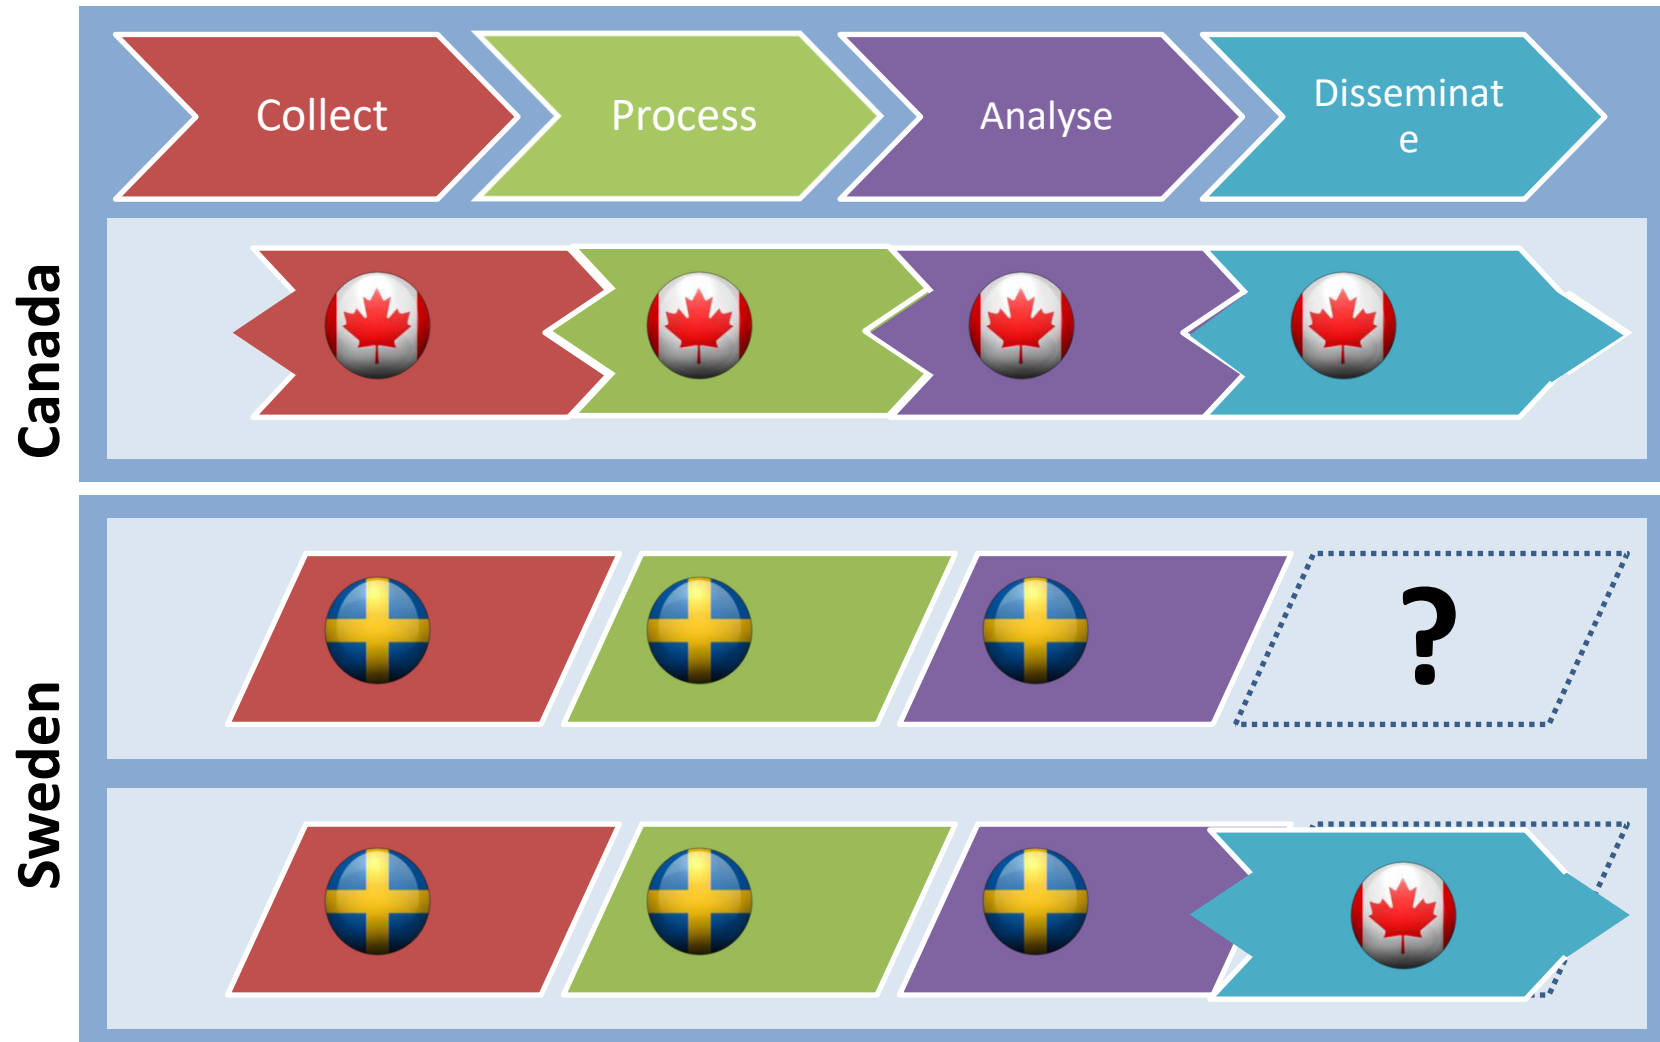 Collect
Process
Analyse
Disseminat
e
Canada
Sweden
?